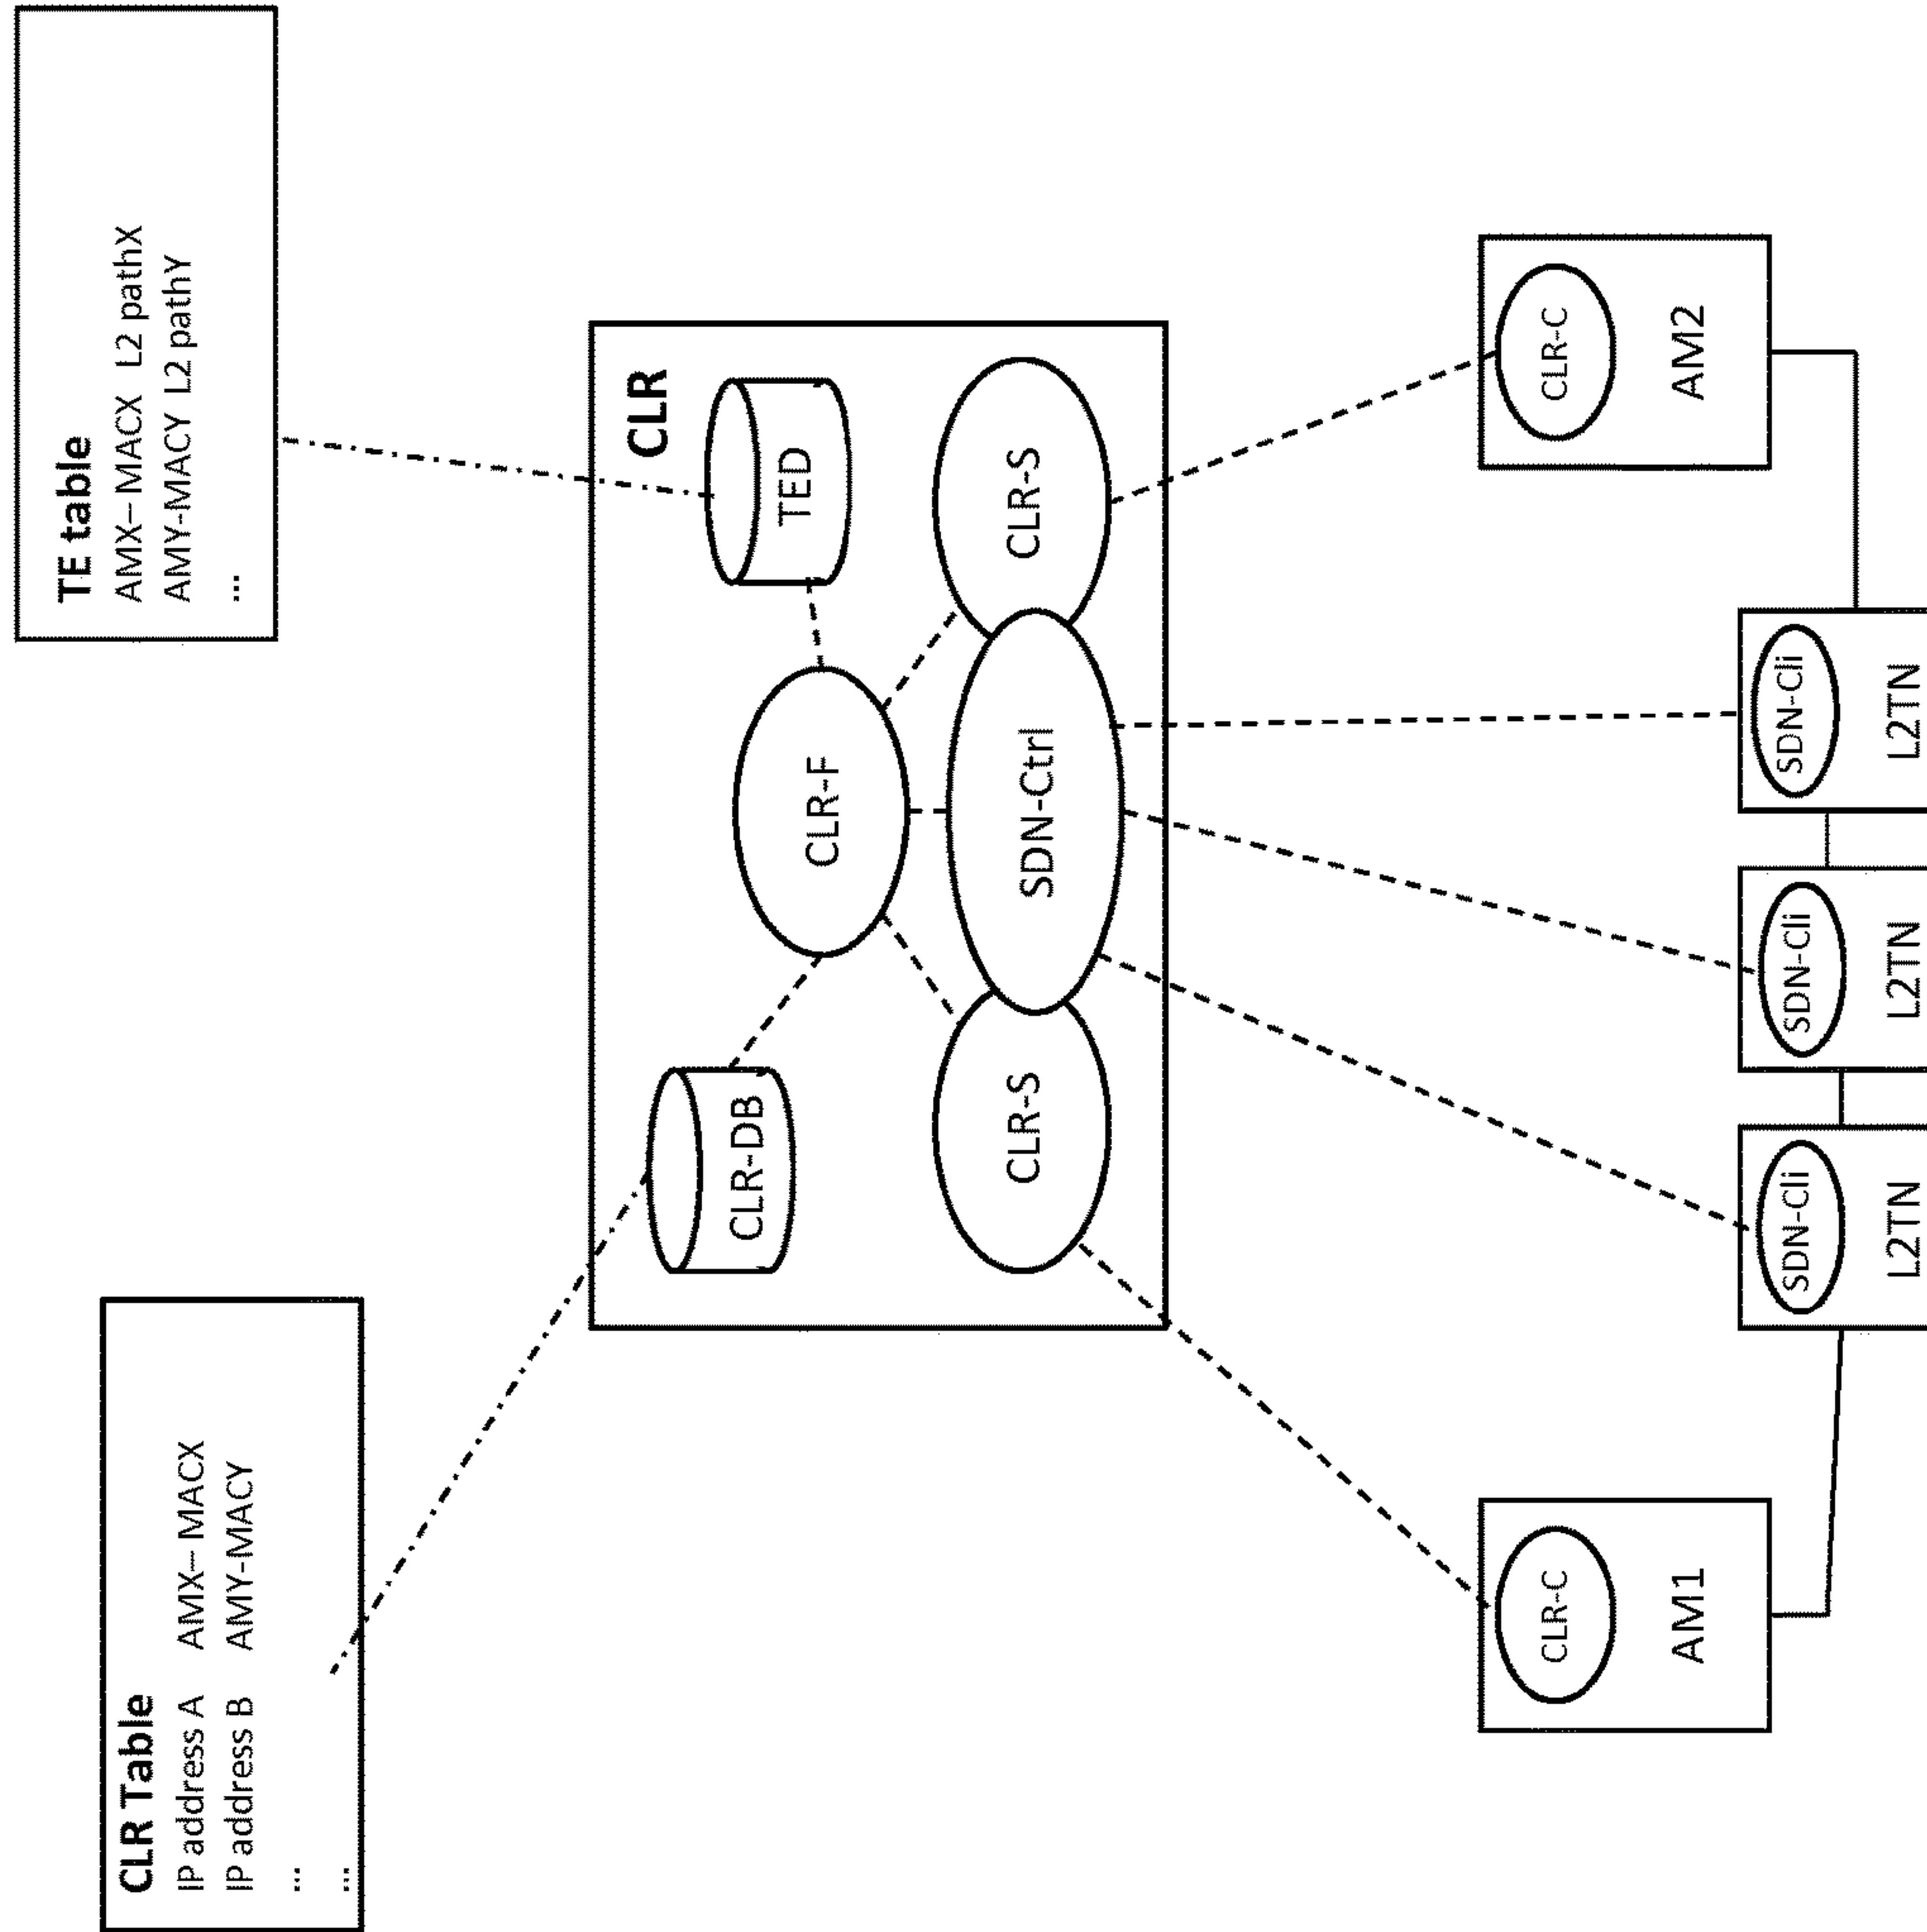 CLR Table
IP address A AMX–MACX
IP address B AMY-MACY
...
...
TE table
AMX–MACX L2 pathX
AMY-MACY L2 pathY
...
CLR
CLR-DB
TED
CLR-F
CLR-S
SDN-Ctrl
CLR-S
CLR-C
AM1
CLR-C
AM2
SDN-Cli
L2TN
SDN-Cli
L2TN
SDN-Cli
L2TN